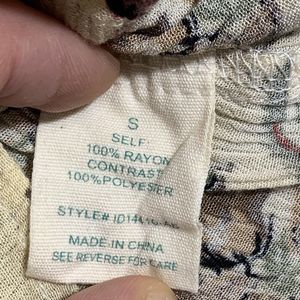 S
SELF
100% RAYON
CONTRAST
100%POLYESTER
STYLE#
MADE IN CHINA
SEE REVERSE FOR CARE